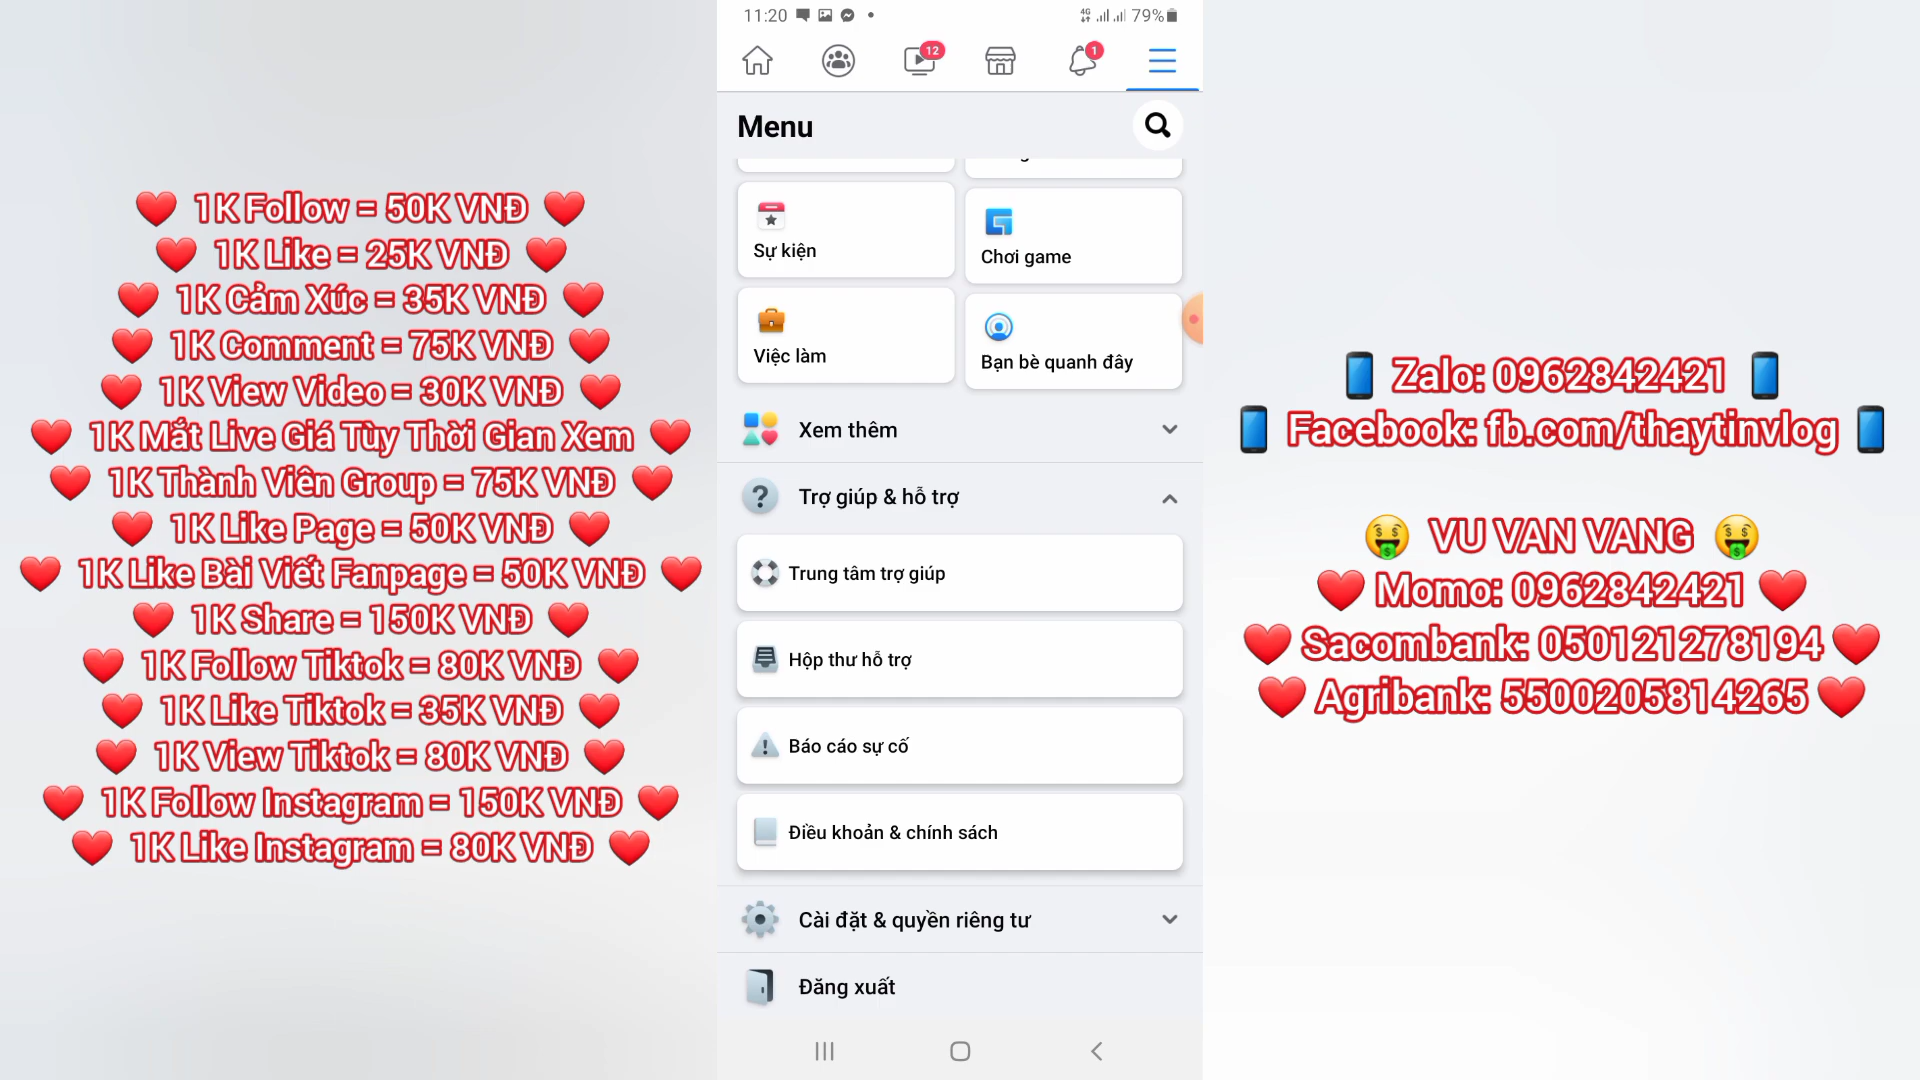 1K Follow = 50K VNĐ
1K Like = 25K VNĐ
1K Cảm Xúc = 35K VNĐ
1K Comment = 75K VNĐ
1K View Video = 30K VNĐ
1K Mắt Live Giá Tùy Thời Gian Xem
1K Thành Viên Group = 75K VNĐ
1K Like Page = 50K VNĐ
1K Like Bài Viết Fanpage = 50K VNĐ
1K Share = 150K VNĐ
1K Follow Tiktok = 80K VNĐ
1K Like Tiktok = 35K VNĐ
1K View Tiktok = 80K VNĐ
1K Follow Instagram = 150K VNĐ
1K Like Instagram = 80K VNĐ
11:20
4G 79%
12
1
Menu
Sự kiện
Chơi game
Việc làm
Bạn bè quanh đây
Xem thêm
Trợ giúp & hỗ trợ
Trung tâm trợ giúp
Hộp thư hỗ trợ
Báo cáo sự cố
Điều khoản & chính sách
Cài đặt & quyền riêng tư
Đăng xuất
Zalo: 0962842421
Facebook: fb.com/thaytinvlog
VU VAN VANG
Momo: 0962842421
Sacombank: 050121278194
Agribank: 5500205814265